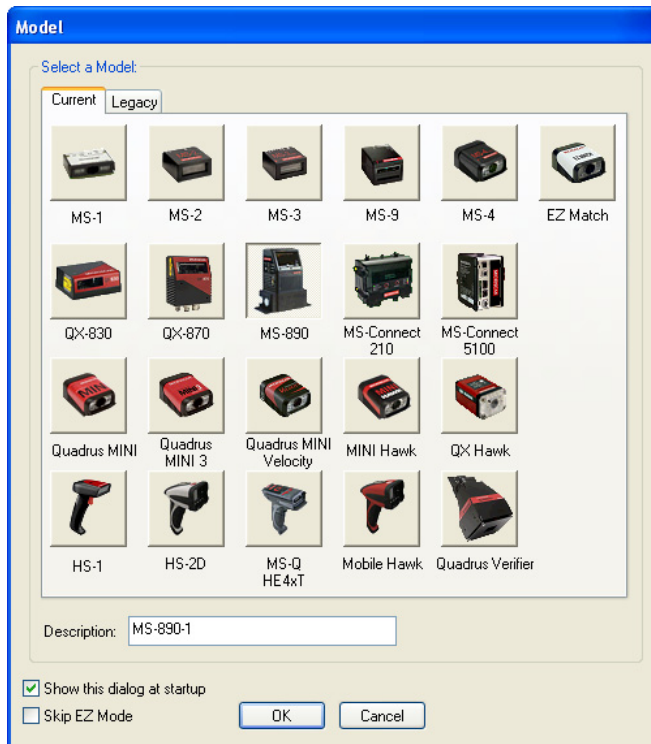 Model
Select a Model:
Current Legacy
MS-1 MS-2 MS-3 MS-9 MS-4 EZ Match
QX-830 QX-870 MS-890 MS-Connect 210 MS-Connect 5100
Quadrus MINI Quadrus MINI 3 Quadrus MINI Velocity MINI Hawk QX Hawk
HS-1 HS-2D MS-Q HE4xT Mobile Hawk Quadrus Verifier
Description: MS-890-1
Show this dialog at startup
Skip EZ Mode OK Cancel